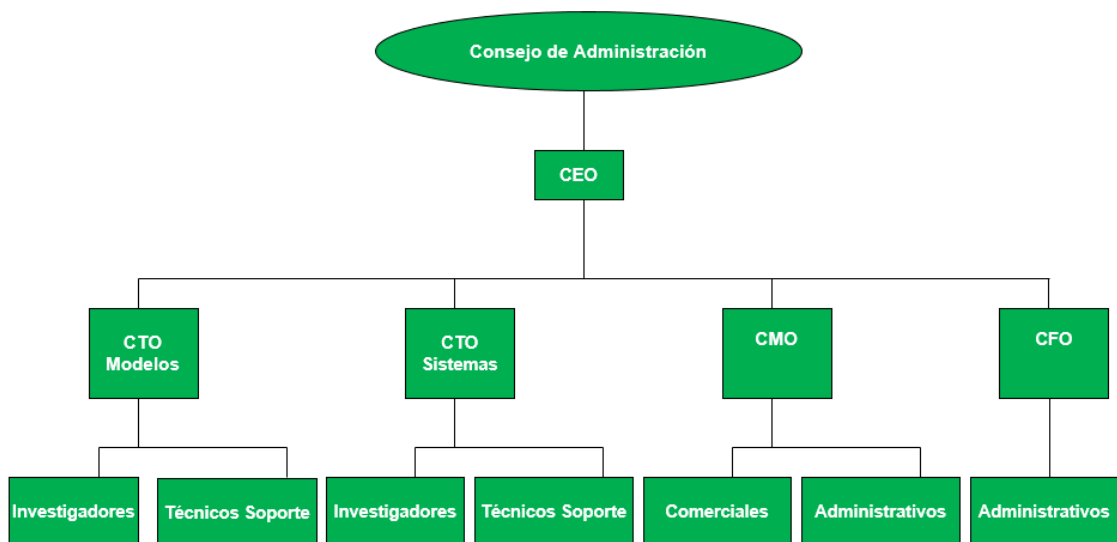 Consejo de Administración
CEO
CTO
Modelos
CTO
Sistemas
CMO
CFO
Investigadores
Técnicos Soporte
Investigadores
Técnicos Soporte
Comerciales
Administrativos
Administrativos